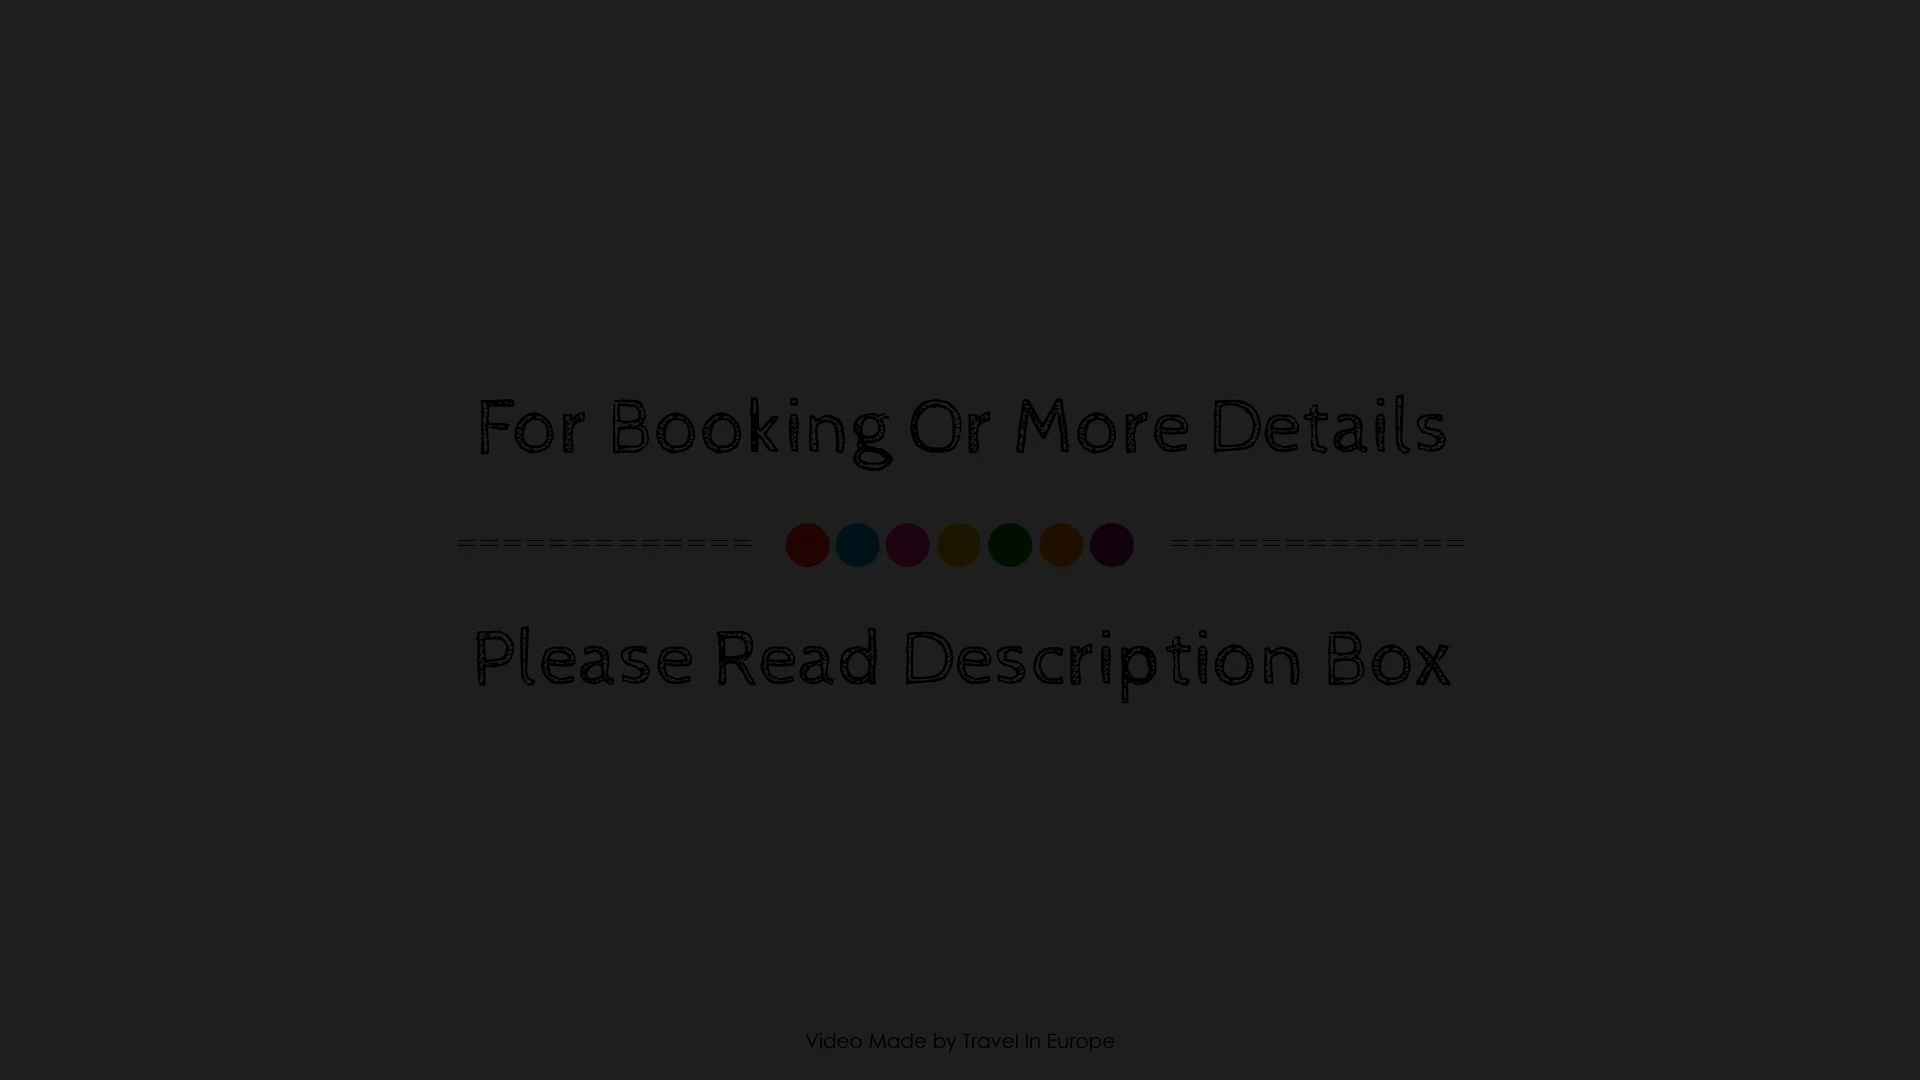 For Booking Or More Details
============= =============
Please Read Description Box
Video Made by Travel In Europe